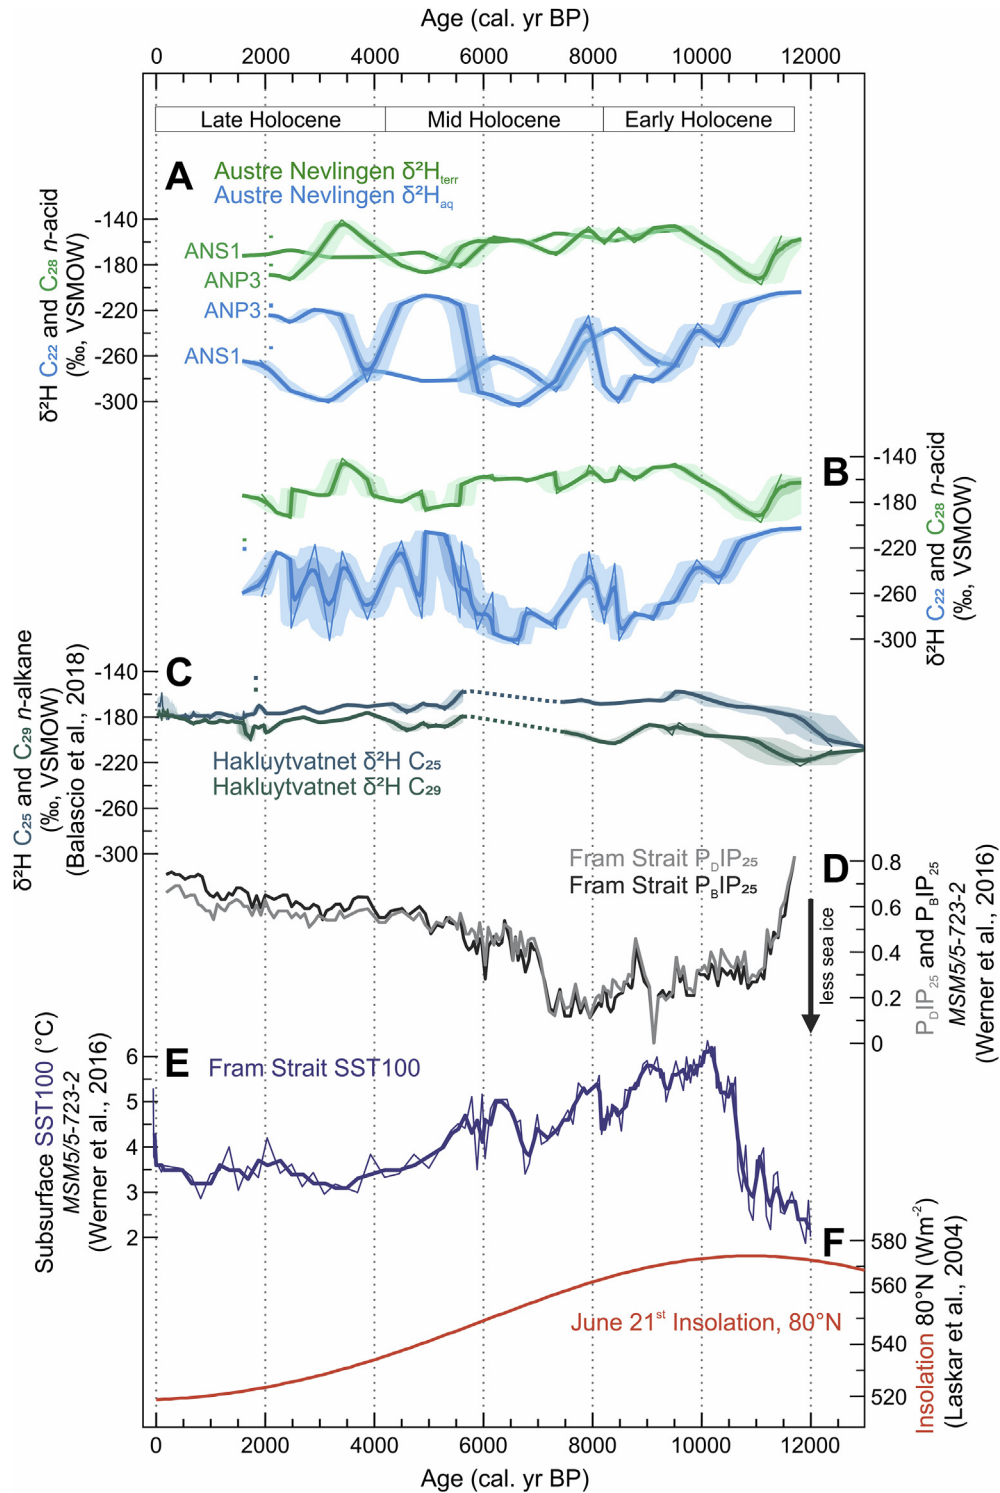 Age (cal. yr BP)
0 2000 4000 6000 8000 10000 12000
Late Holocene Mid Holocene Early Holocene
A
Austre Nevlingen δ²Hterr
Austre Nevlingen δ²Haq
δ²H C₂₂ and C₂₈ n-acid
(‰, VSMOW)
-140
-180
-220
-260
-300
ANS1
ANP3
ANP3
ANS1
B
-140
-180
-220
-260
-300
δ²H C₂₂ and C₂₈ n-acid
(‰, VSMOW)
C
δ²H C₂₅ and C₂₉ n-alkane
(‰, VSMOW)
(Balascio et al., 2018)
-140
-180
-220
-260
-300
Hakluytvatnet δ²H C₂₅
Hakluytvatnet δ²H C₂₉
Fram Strait PDIP₂₅
Fram Strait PBIP₂₅
D
0.8
0.6
0.4
0.2
0
less sea ice
PDIP₂₅ and PBIP₂₅
MSM5/5-723-2
(Werner et al., 2016)
E
Fram Strait SST100
Subsurface SST100 (°C)
MSM5/5-723-2
(Werner et al., 2016)
6
5
4
3
2
F
580
560
540
520
Insolation 80°N (Wm⁻²)
(Laskar et al., 2004)
June 21st Insolation, 80°N
0 2000 4000 6000 8000 10000 12000
Age (cal. yr BP)